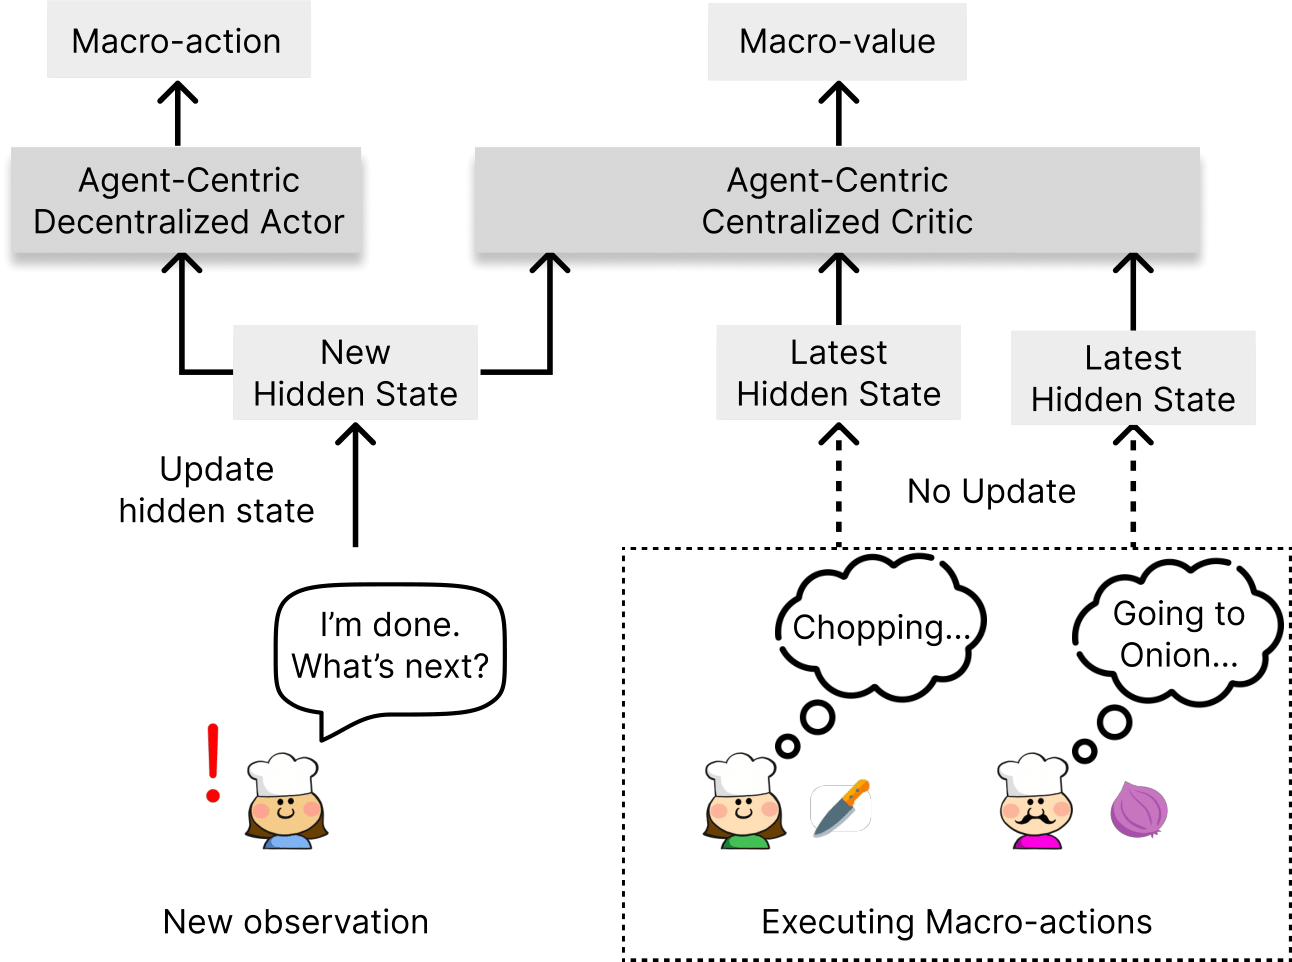 Macro-action
Macro-value
Agent-Centric
Decentralized Actor
Agent-Centric
Centralized Critic
New
Hidden State
Latest
Hidden State
Latest
Hidden State
Update
hidden state
No Update
I’m done.
What’s next?
Chopping...
Going to
Onion...
New observation
Executing Macro-actions